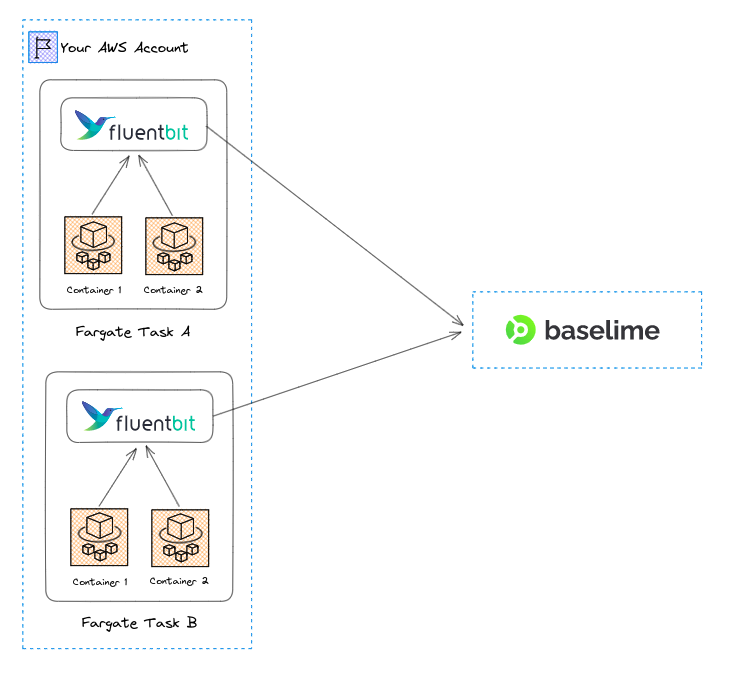 Your AWS Account
fluentbit
Container 1
Container 2
Fargate Task A
baselime
fluentbit
Container 1
Container 2
Fargate Task B